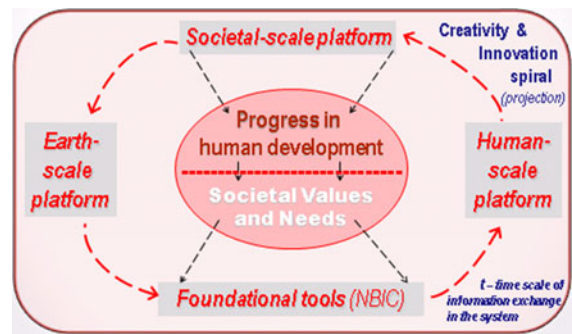 Societal-scale platform
Creativity &
Innovation
spiral
(projection)
Earth-
scale
platform
Progress in
human development
Societal Values
and Needs
Human-
scale
platform
Foundational tools (NBIC)
t – time scale of
information exchange
in the system